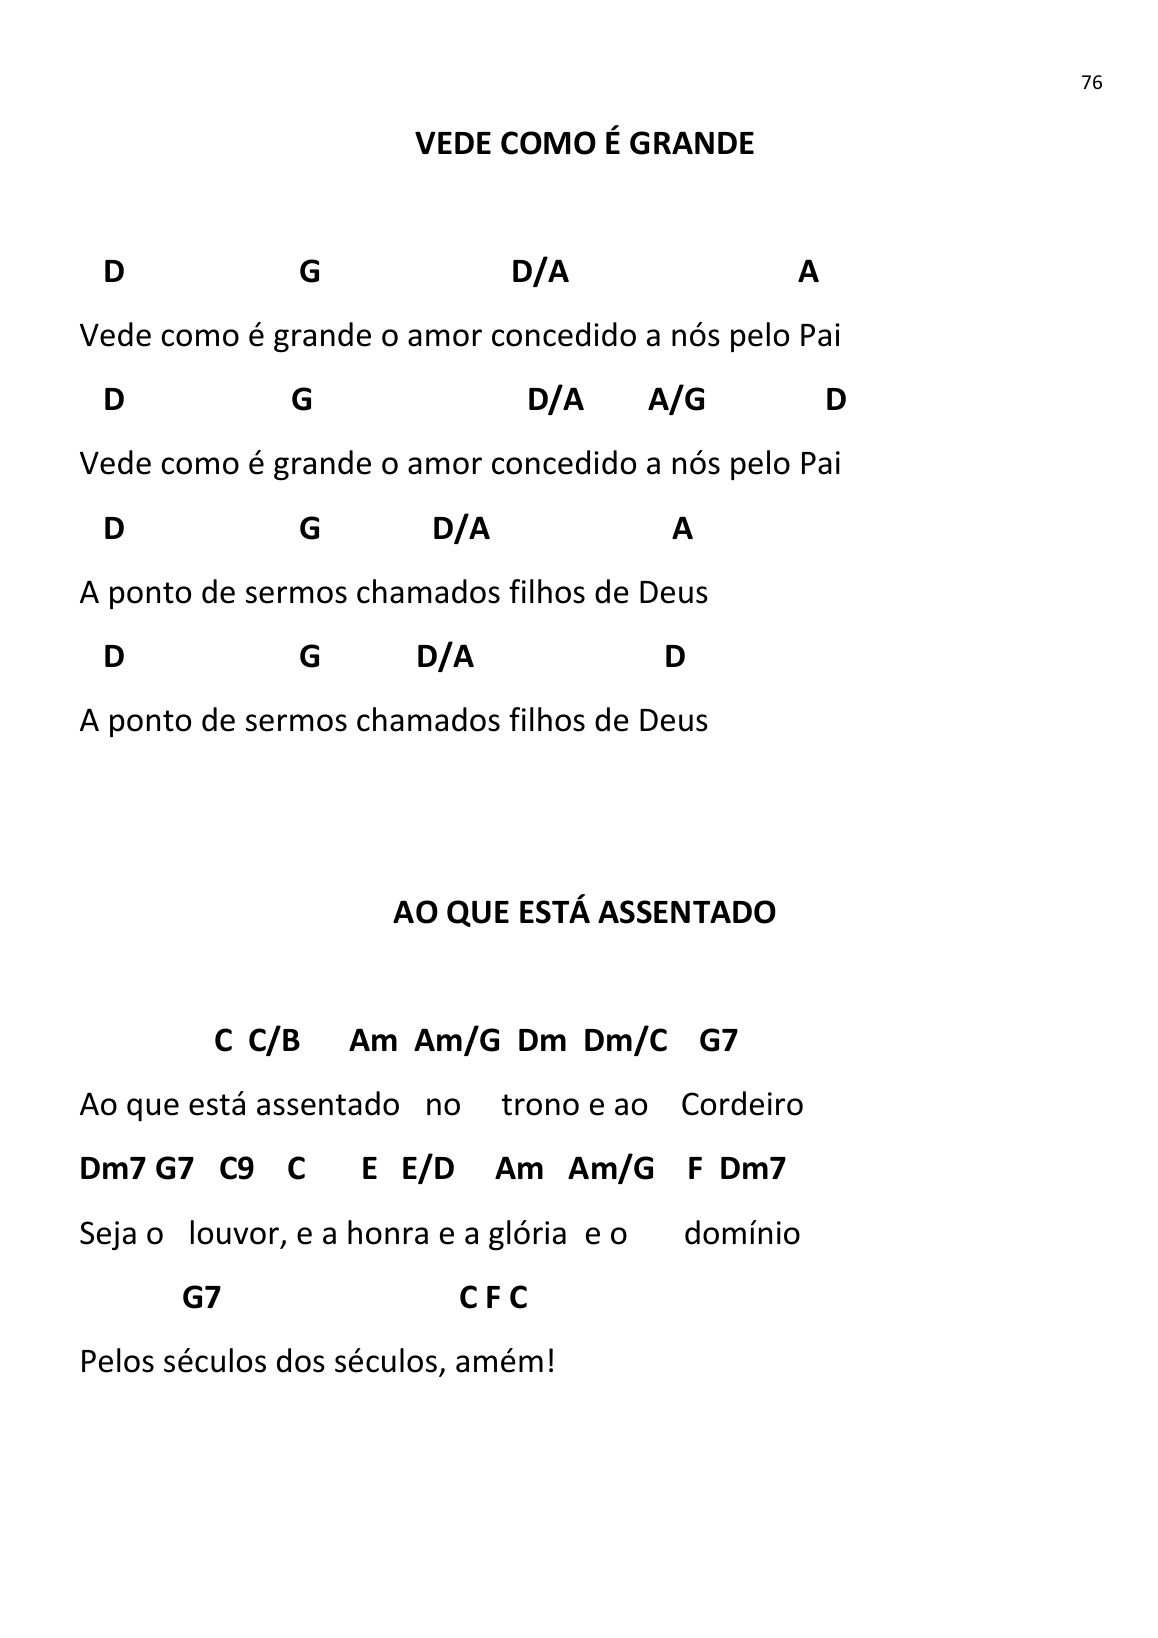 76
VEDE COMO É GRANDE
D G D/A A
Vede como é grande o amor concedido a nós pelo Pai
D G D/A A/G D
Vede como é grande o amor concedido a nós pelo Pai
D G D/A A
A ponto de sermos chamados filhos de Deus
D G D/A D
A ponto de sermos chamados filhos de Deus
AO QUE ESTÁ ASSENTADO
C C/B Am Am/G Dm Dm/C G7
Ao que está assentado no trono e ao Cordeiro
Dm7 G7 C9 C E E/D Am Am/G F Dm7
Seja o louvor, e a honra e a glória e o domínio
G7 C F C
Pelos séculos dos séculos, amém!